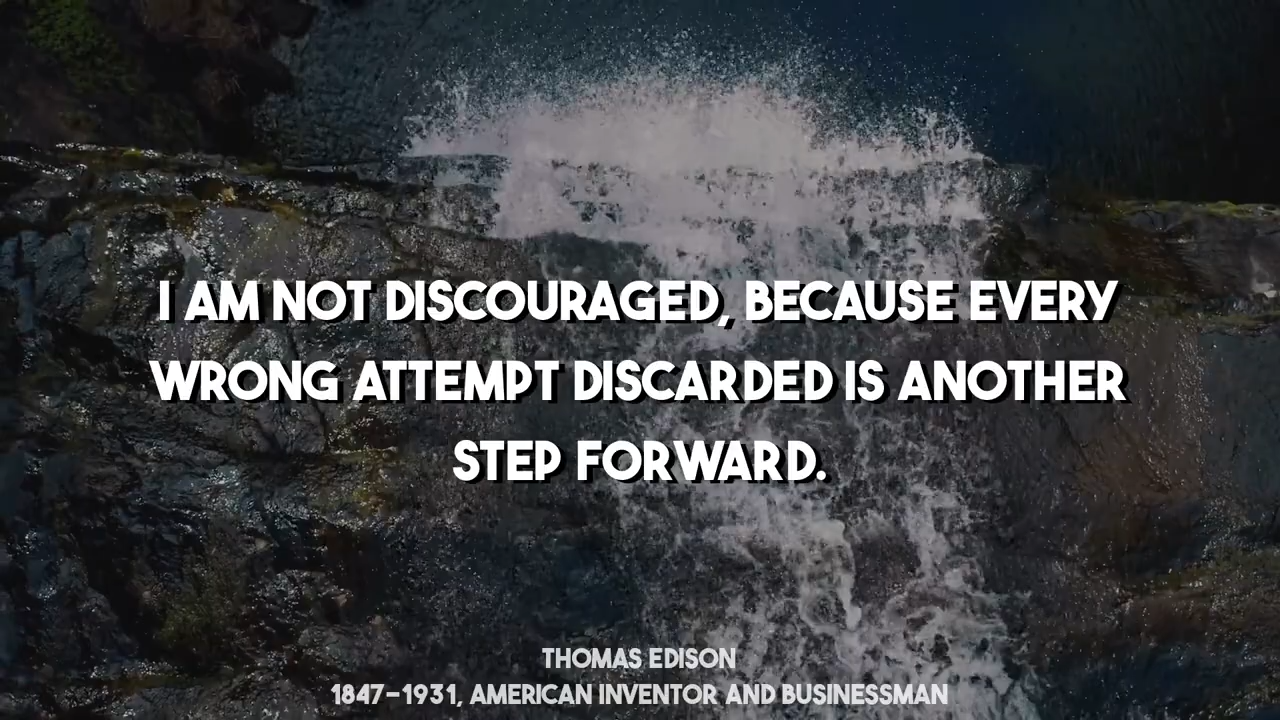 I AM NOT DISCOURAGED, BECAUSE EVERY
WRONG ATTEMPT DISCARDED IS ANOTHER
STEP FORWARD.
THOMAS EDISON
1847-1931, AMERICAN INVENTOR AND BUSINESSMAN